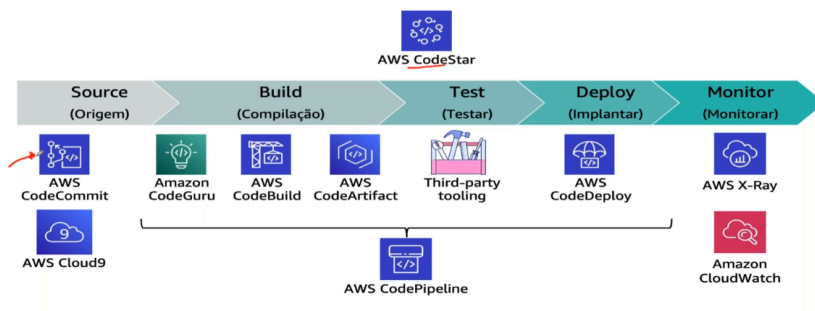 AWS CodeStar
Source
(Origem)
Build
(Compilação)
Test
(Testar)
Deploy
(Implantar)
Monitor
(Monitorar)
AWS
CodeCommit
Amazon
CodeGuru
AWS
CodeBuild
AWS
CodeArtifact
Third-party
tooling
AWS
CodeDeploy
AWS X-Ray
9
AWS Cloud9
AWS CodePipeline
Amazon
CloudWatch